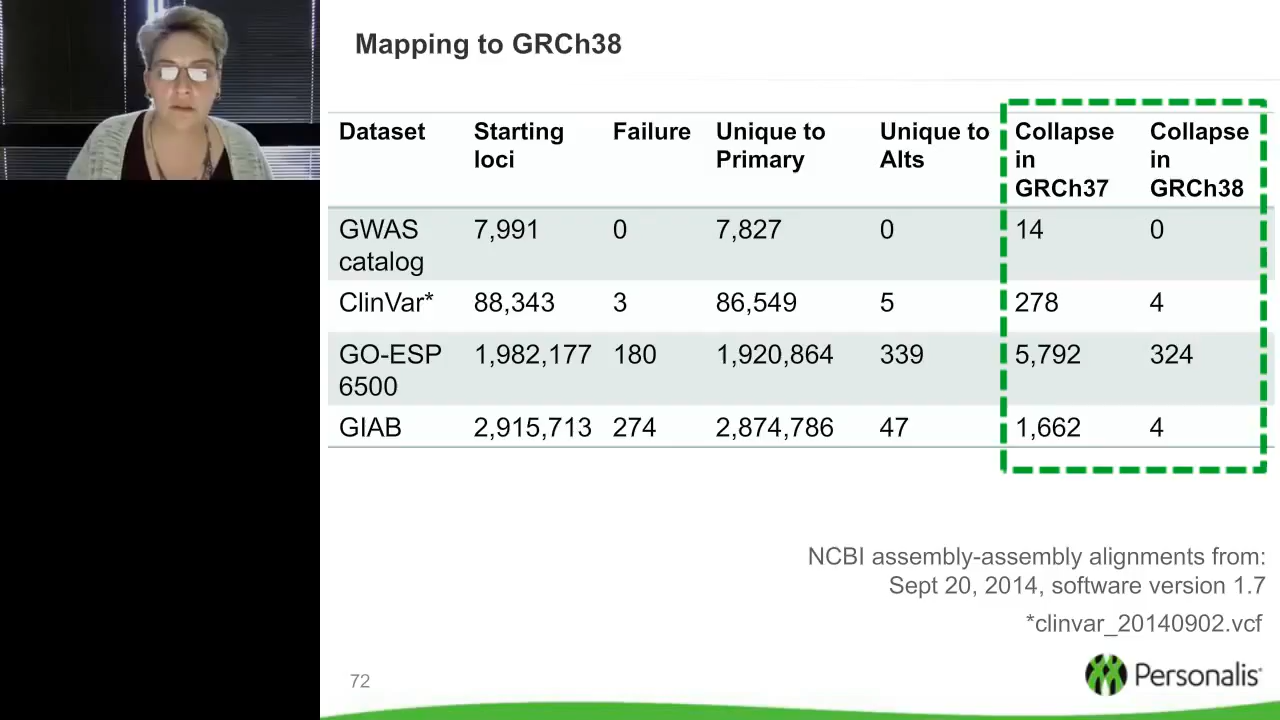 Mapping to GRCh38
Dataset Starting loci Failure Unique to Primary Unique to Alts Collapse in GRCh37 Collapse in GRCh38
GWAS catalog 7,991 0 7,827 0 14 0
ClinVar* 88,343 3 86,549 5 278 4
GO-ESP 6500 1,982,177 180 1,920,864 339 5,792 324
GIAB 2,915,713 274 2,874,786 47 1,662 4
NCBI assembly-assembly alignments from:
Sept 20, 2014, software version 1.7
*clinvar_20140902.vcf
72
Personalis